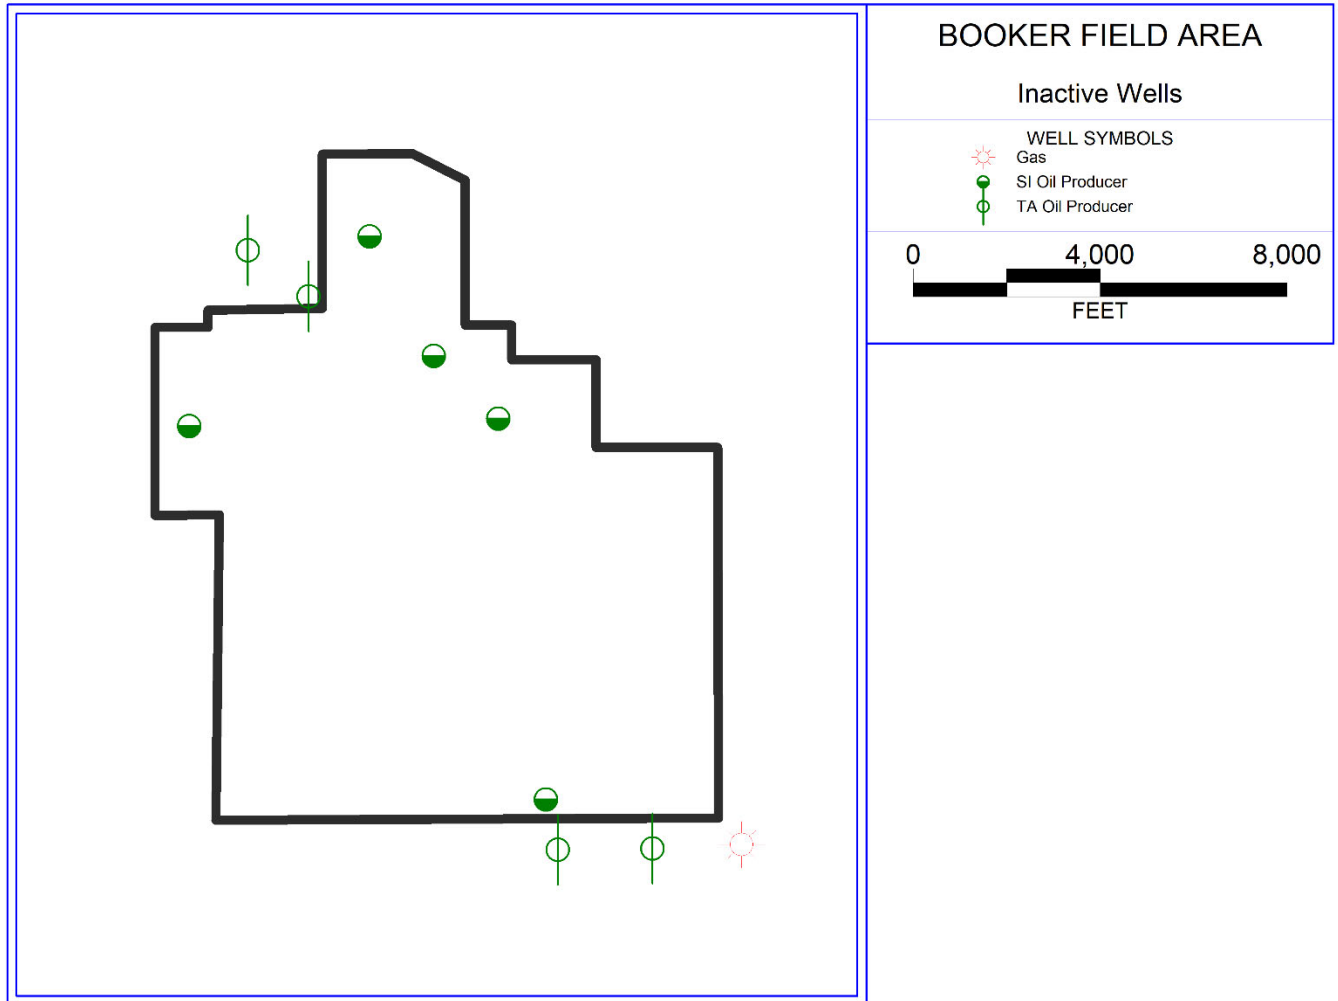 BOOKER FIELD AREA
Inactive Wells
WELL SYMBOLS
Gas
SI Oil Producer
TA Oil Producer
0 4,000 8,000
FEET